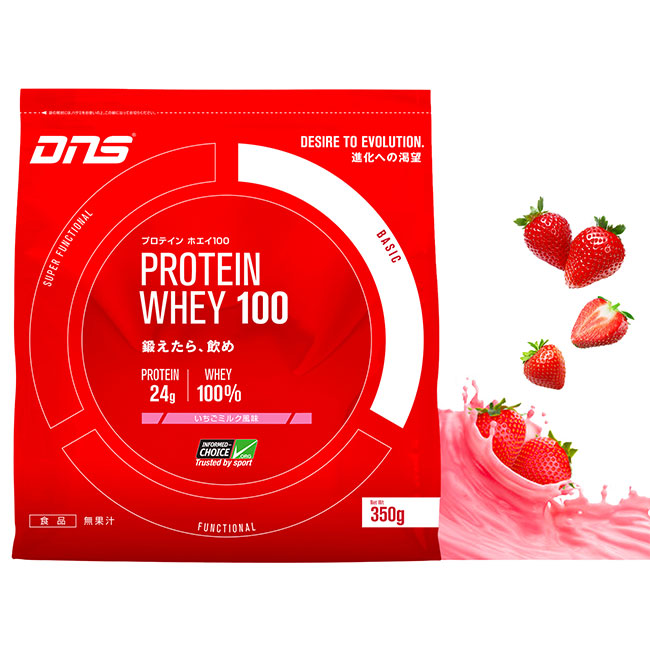 DNS
DESIRE TO EVOLUTION.
進化への渇望
SUPER FUNCTIONAL
BASIC
プロテイン ホエイ100
PROTEIN
WHEY 100
鍛えたら、飲め
PROTEIN
24g
WHEY
100%
いちごミルク風味
INFORMED-
CHOICE
.ORG
Trusted by sport
FUNCTIONAL
食品
無果汁
Net Wt
350g